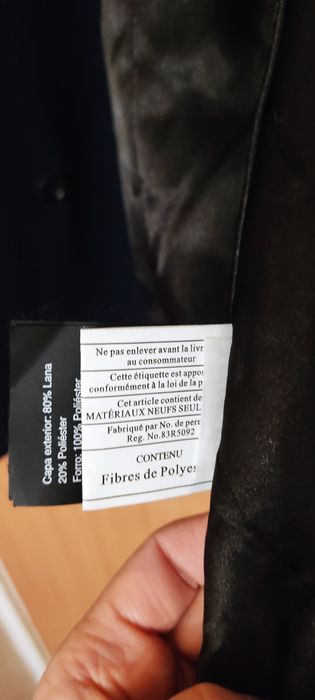 Capa exterior: 80% Lana
20% Poliéster
Forro: 100% Poliéster
Ne pas enlever avant la livr
au consommateur
Cette étiquette est appo
conformément à la loi de la p
Cet article contient de
MATÉRIAUX NEUFS SEUL
Fabriqué par No. de perr
Reg. No.83R5092
CONTENU
Fibres de Polyes